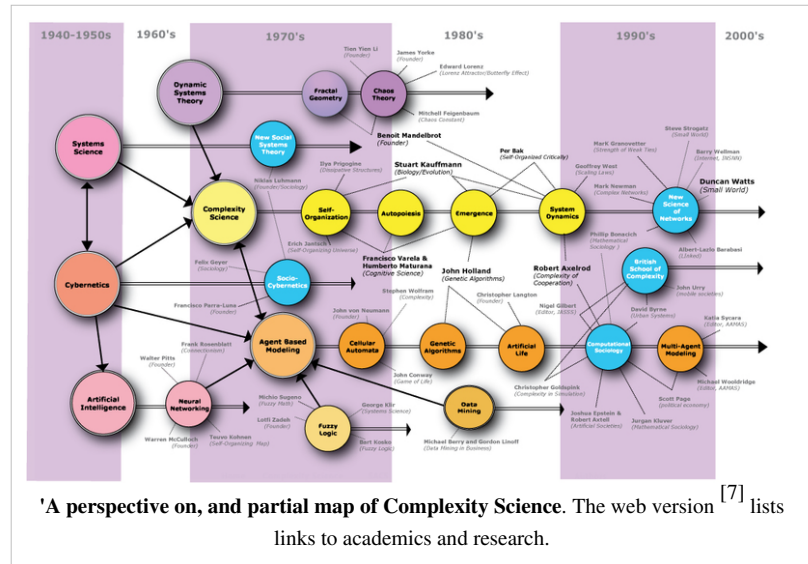 1940-1950s
1960's
1970's
1980's
1990's
2000's
Tien Yien Li
(Founder)
James Yorke
(Founder)
Edward Lorenz
(Lorenz Attractor/Butterfly Effect)
Dynamic
Systems
Theory
Fractal
Geometry
Chaos
Theory
Mitchell Feigenbaum
(Chaos Constant)
Systems
Science
New Social
Systems
Theory
Benoit Mandelbrot
(Founder)
Per Bak
(Self-Organized Critically)
Steve Strogatz
(Small World)
Mark Granovetter
(Strength of Weak Ties)
Barry Wellman
Ilya Prigogine
(Dissipative Structures)
Stuart Kauffmann
(Biology/Evolution)
Geoffrey West
(Scaling Laws)
Niklas Luhmann
(Founder/Sociology)
Mark Newman
(Complex Networks)
Duncan Watts
(Small World)
Complexity
Science
Self-
Organization
Autopoiesis
Emergence
System
Dynamics
New
Science of
Networks
Erich Jantsch
(Self-Organizing Universe)
Phillip Bonacich
(Mathematical
Sociology )
Albert-Lazlo Barabasi
(Linked)
Felix Geyer
(Sociology)
Francisco Varela &
Humberto Maturana
(Cognitive Science)
British
School of
Complexity
Cybernetics
Socio-
Cybernetics
John Holland
(Genetic Algorithms)
Robert Axelrod
(Complexity of
Cooperation)
John Urry
(mobile societies)
Stephen Wolfram
(Complexity)
Christopher Langton
(Founder)
Francisco Parra-Luna
(Founder)
Nigel Gilbert
(Editor, JASSS)
David Byrne
(Urban Systems)
John von Neumann
(Founder)
Katia Sycara
(Editor, AAMAS)
Frank Rosenblatt
(Connectionism)
Agent Based
Modeling
Cellular
Automata
Genetic
Algorithms
Artificial
Life
Computational
Sociology
Multi-Agent
Modeling
Walter Pitts
(Founder)
John Conway
(Game of Life)
Michael Wooldridge
(Editor, AAMAS)
Artificial
Intelligence
Neural
Networking
Michio Sugeno
(Fuzzy Math)
George Klir
(Systems Science)
Data
Mining
Christopher Goldspink
(Complexity in Simulation)
Scott Page
(political economy)
Lotfi Zadeh
(Founder)
Fuzzy
Logic
Joshua Epstein &
Robert Axtell
(Artificial Societies)
Jurgen Kluver
(Mathematical Sociology)
Warren McCulloch
(Founder)
Teuvo Kohnen
(Self-Organizing Map)
Bart Kosko
(Fuzzy Logic)
Michael Berry and Gordon Linoff
(Data Mining in Business)
'A perspective on, and partial map of Complexity Science. The web version [7] lists
links to academics and research.